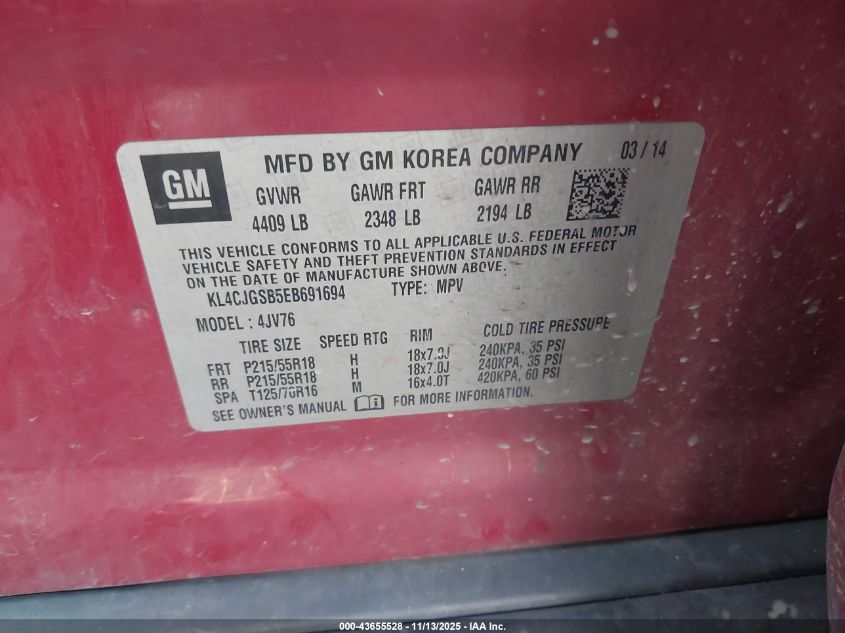 GM
MFD BY GM KOREA COMPANY 03 / 14
GVWR GAWR FRT GAWR RR
4409 LB 2348 LB 2194 LB
THIS VEHICLE CONFORMS TO ALL APPLICABLE U.S. FEDERAL MOTOR
VEHICLE SAFETY AND THEFT PREVENTION STANDARDS IN EFFECT
ON THE DATE OF MANUFACTURE SHOWN ABOVE.
KL4CJGSB5EB691694 TYPE: MPV
MODEL : 4JV76
TIRE SIZE SPEED RTG RIM COLD TIRE PRESSURE
FRT P215/55R18 H 18x7.0J 240KPA, 35 PSI
RR P215/55R18 H 18x7.0J 240KPA, 35 PSI
SPA T125/70R16 M 16x4.0T 420KPA, 60 PSI
SEE OWNER'S MANUAL FOR MORE INFORMATION.
000-43655528 - 11/13/2025 - IAA Inc.